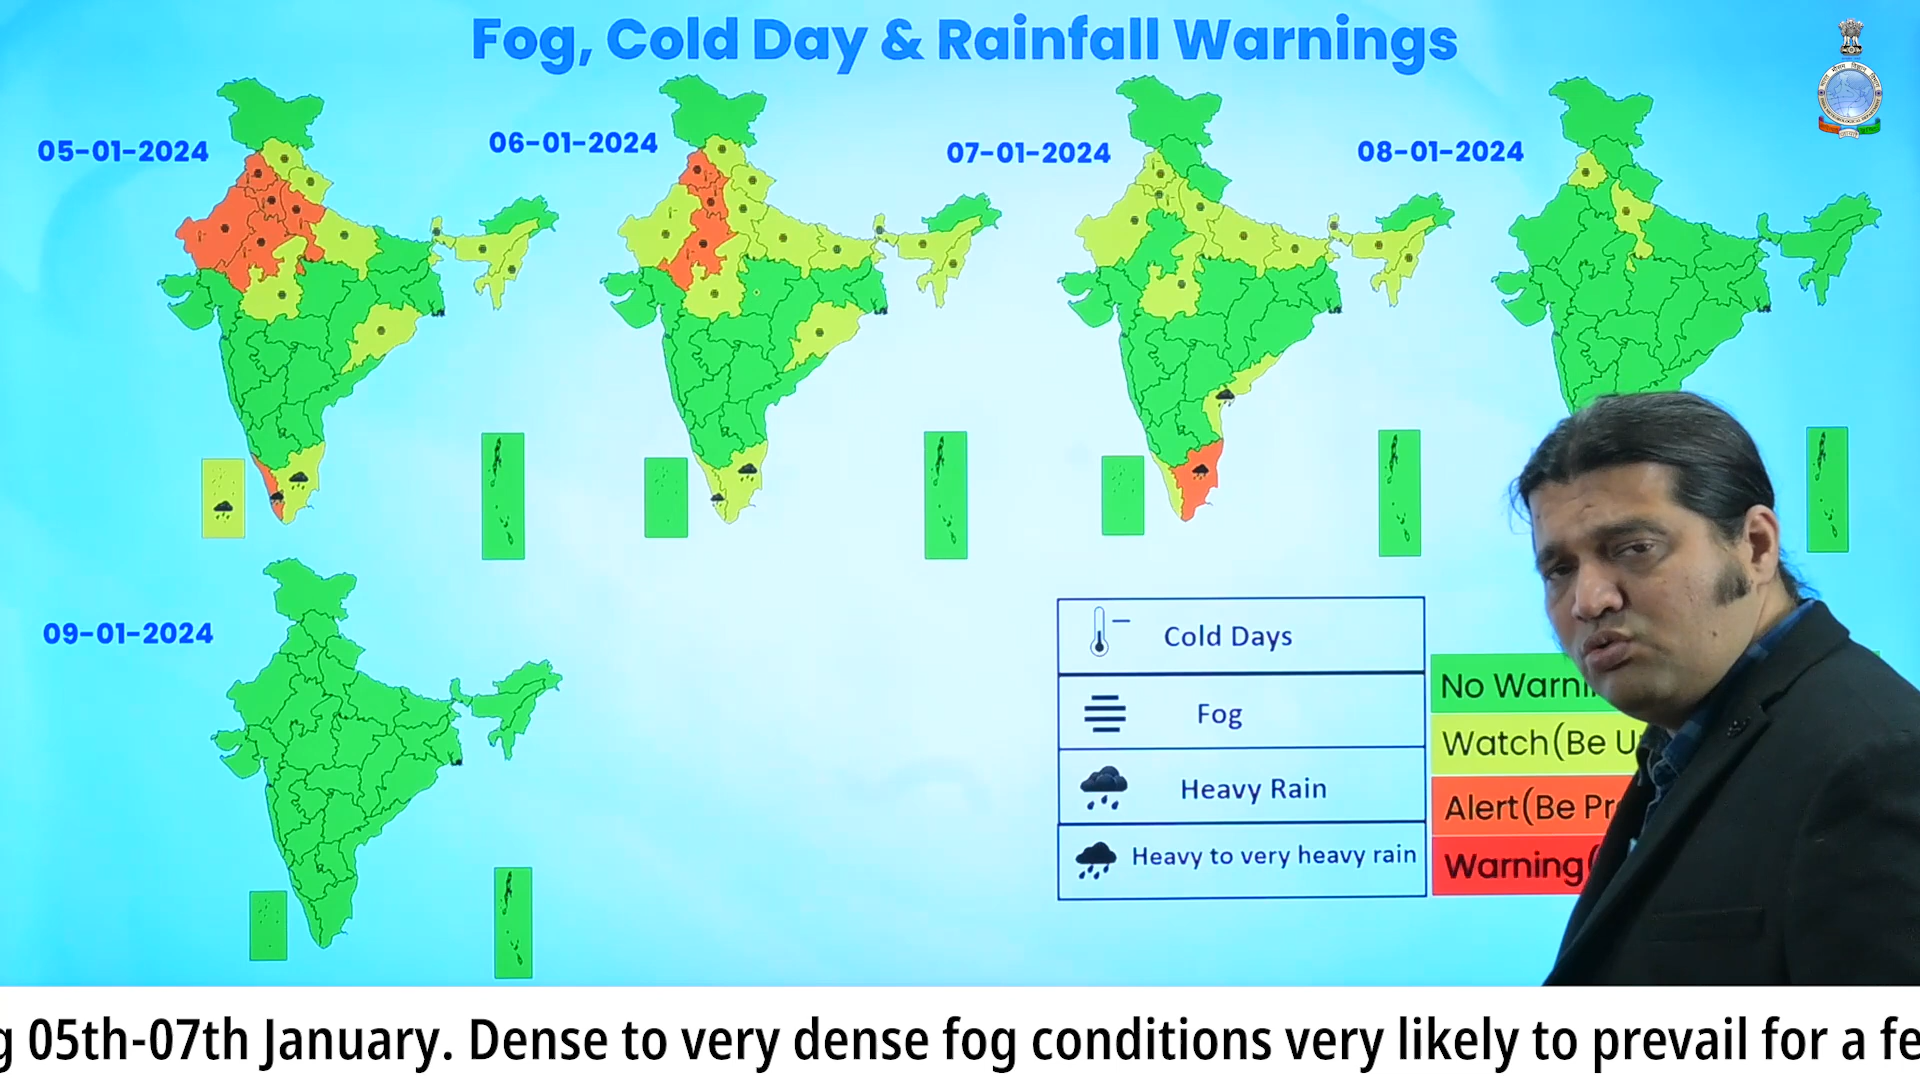 Fog, Cold Day & Rainfall Warnings
05-01-2024
06-01-2024
07-01-2024
08-01-2024
09-01-2024
Cold Days
Fog
Heavy Rain
Heavy to very heavy rain
No Warni
Watch(Be U
Alert(Be Pr
Warning(
g 05th-07th January. Dense to very dense fog conditions very likely to prevail for a fe